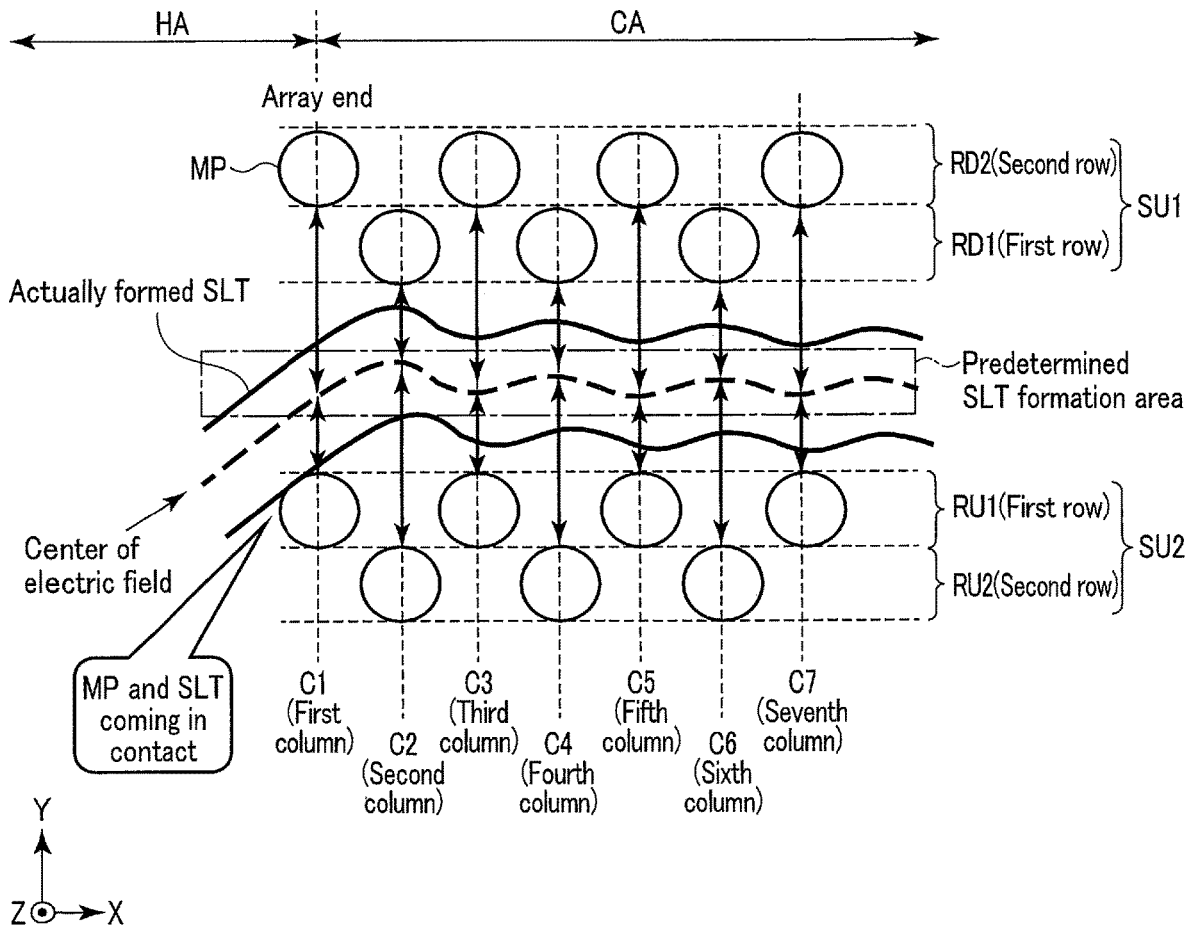 HA
CA
Array end
MP
RD2(Second row)
SU1
RD1(First row)
Actually formed SLT
Predetermined
SLT formation area
RU1(First row)
SU2
RU2(Second row)
Center of
electric field
MP and SLT
coming in
contact
C1
(First
column)
C2
(Second
column)
C3
(Third
column)
C4
(Fourth
column)
C5
(Fifth
column)
C6
(Sixth
column)
C7
(Seventh
column)
Y
Z
X